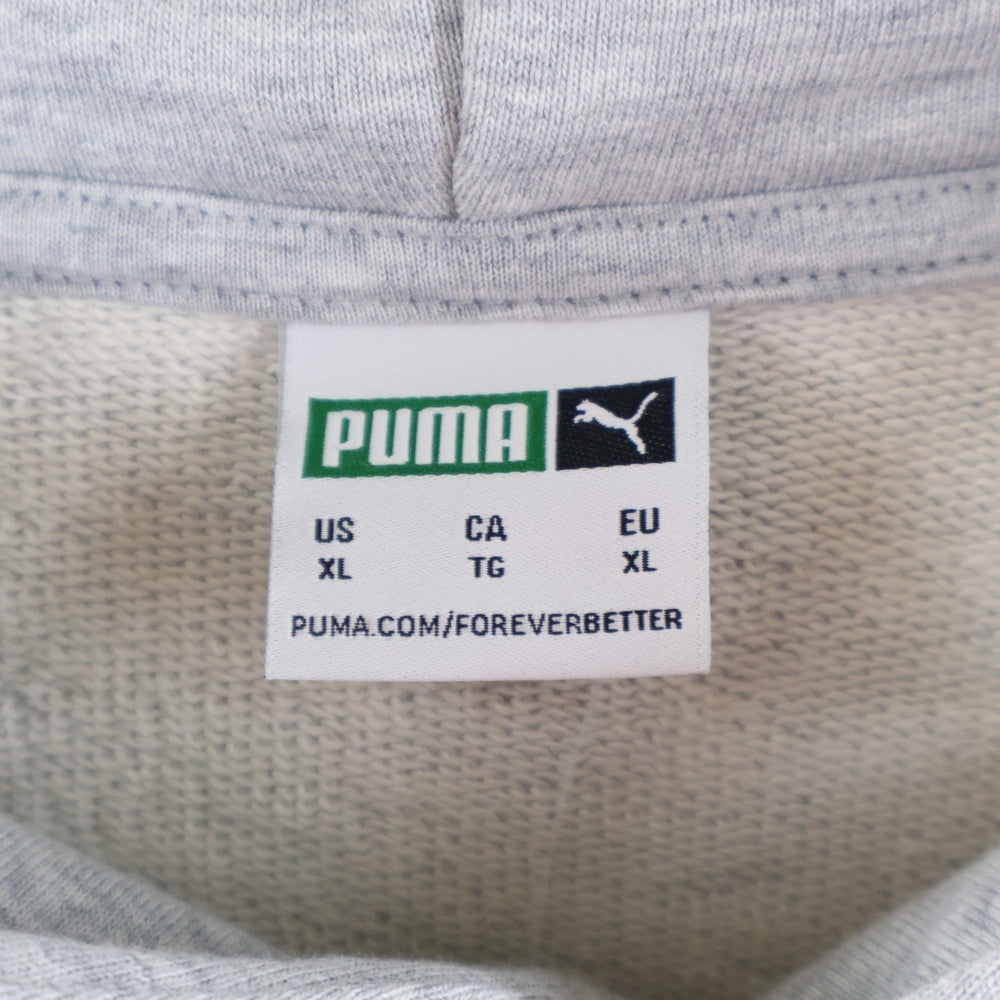 PUMA
US CA EU
XL TG XL
PUMA.COM/FOREVERBETTER